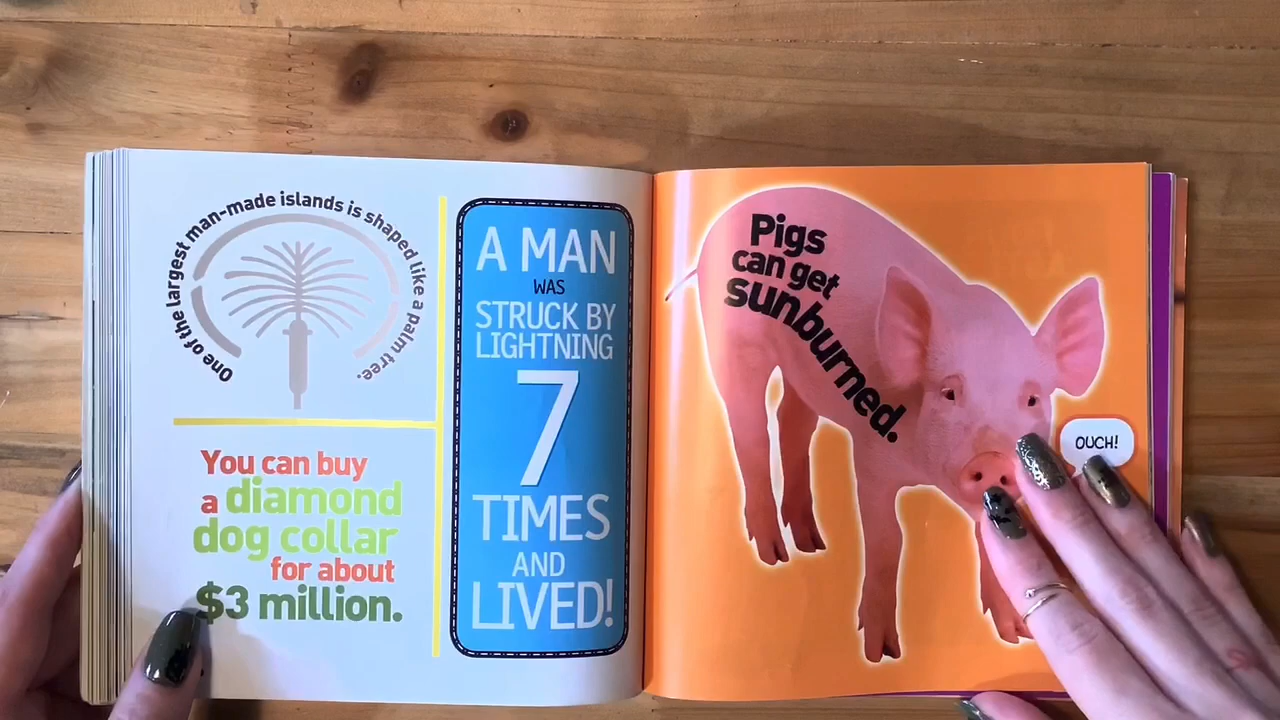 One of the largest man-made islands is shaped like a palm tree.
You can buy
a diamond
dog collar
for about
$3 million.
A MAN
WAS
STRUCK BY
LIGHTNING
7
TIMES
AND
LIVED!
Pigs
can get
sunburned.
OUCH!